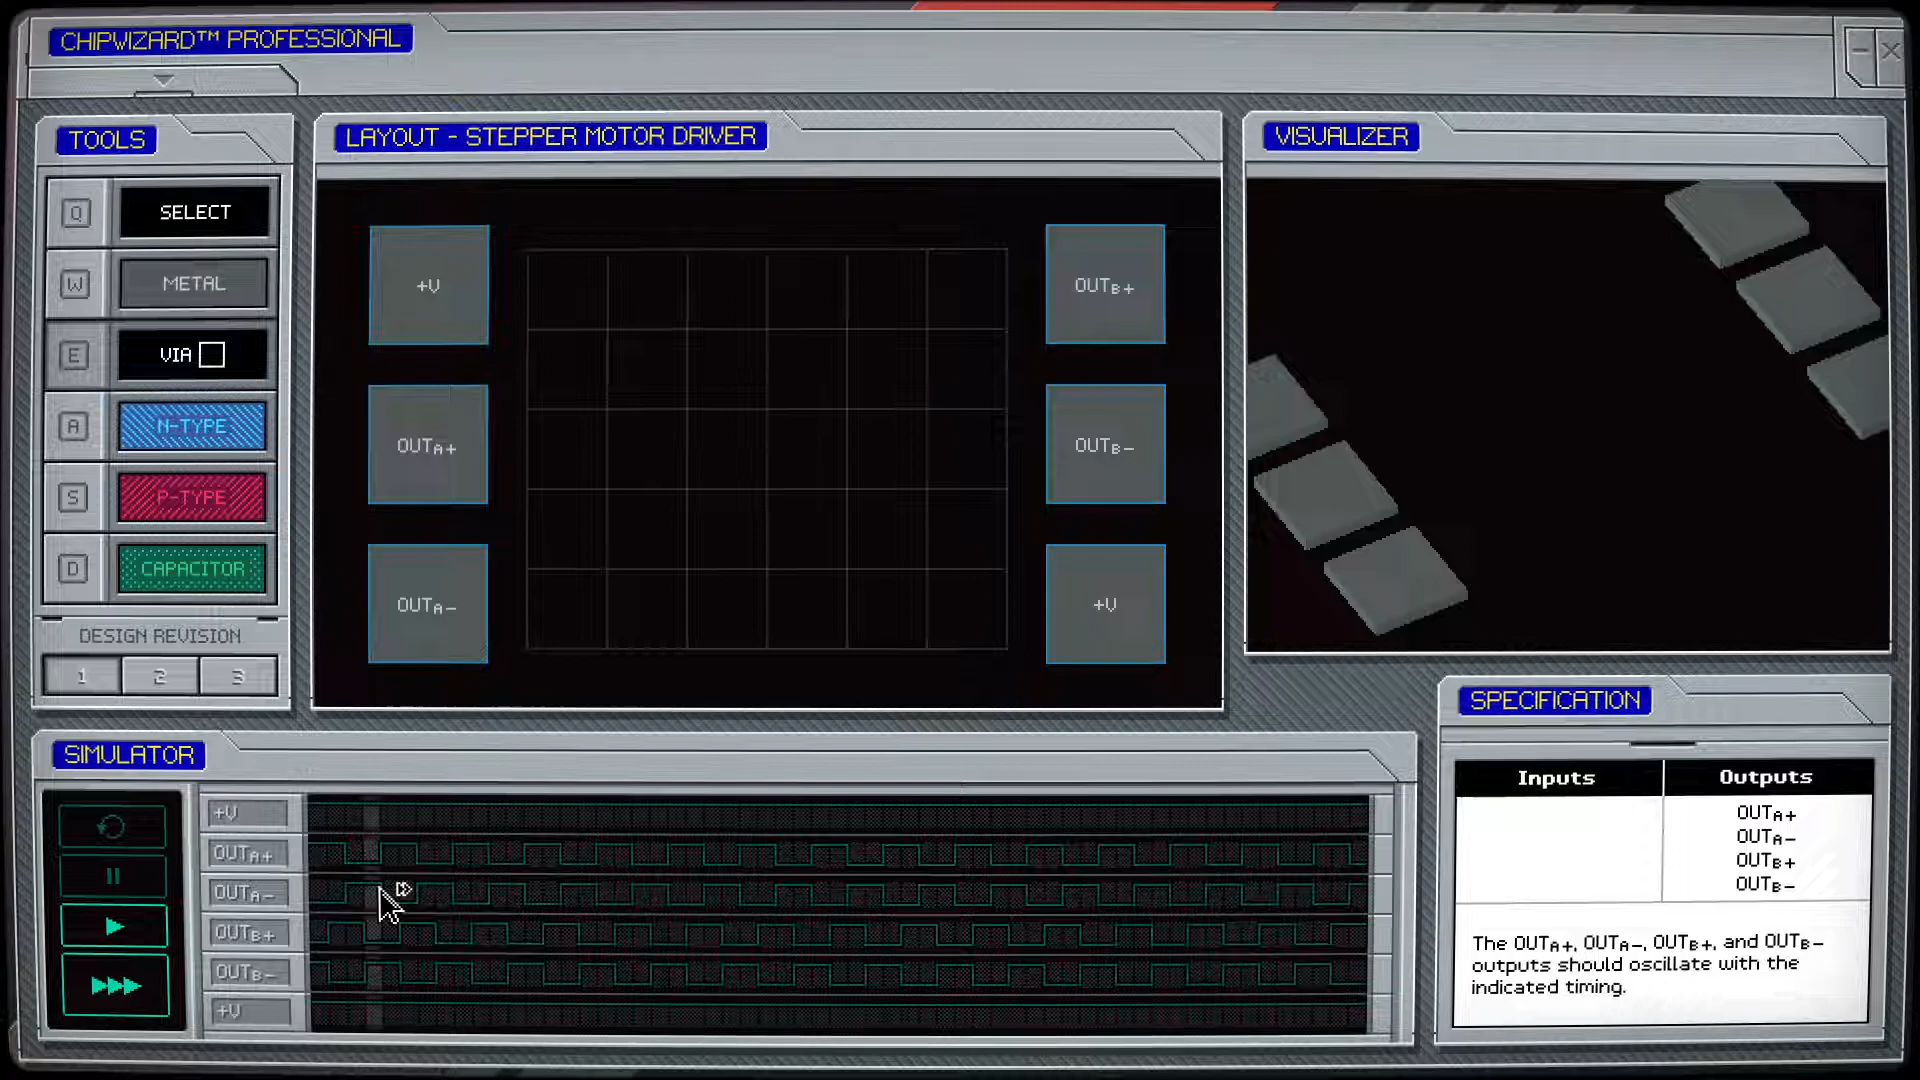 CHIPWIZARD™ PROFESSIONAL
TOOLS
Q SELECT
W METAL
E VIA
A N-TYPE
S P-TYPE
D CAPACITOR
DESIGN REVISION
1 2 3
LAYOUT - STEPPER MOTOR DRIVER
+V
OUTA+
OUTA-
OUTB+
OUTB-
+V
VISUALIZER
SIMULATOR
+V
OUTA+
OUTA-
OUTB+
OUTB-
+V
SPECIFICATION
Inputs Outputs
OUTA+
OUTA-
OUTB+
OUTB-
The OUTA+, OUTA-, OUTB+, and OUTB-
outputs should oscillate with the
indicated timing.